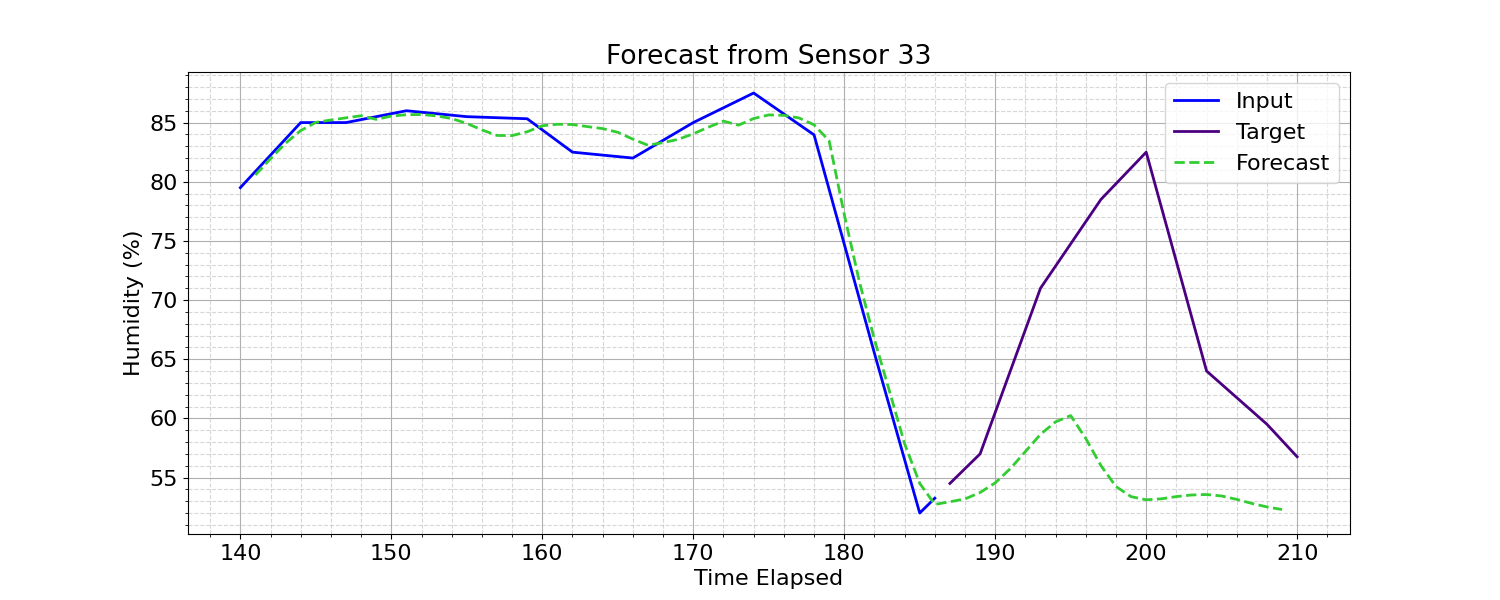 Forecast from Sensor 33
Humidity (%)
85
80
75
70
65
60
55
Input
Target
Forecast
140 150 160 170 180 190 200 210
Time Elapsed